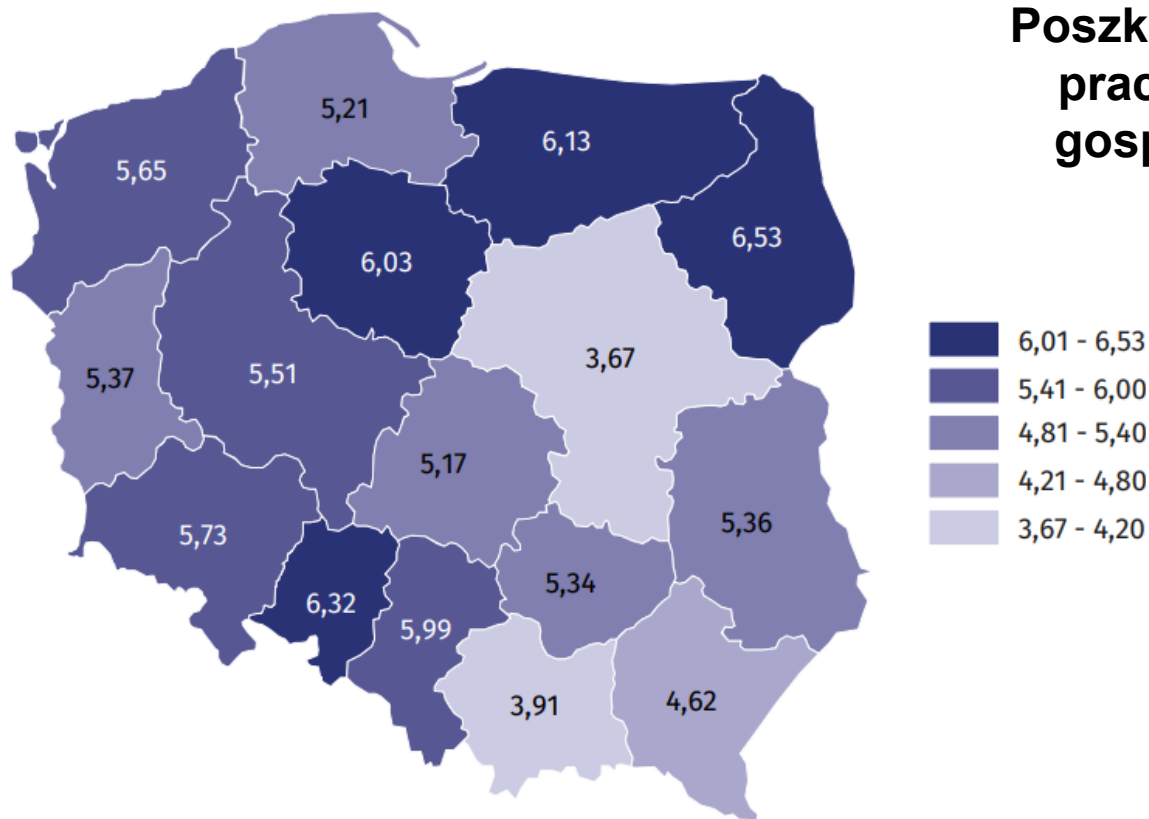 Poszk
prac
gosp
5,21
6,13
5,65
6,53
6,03
3,67
5,37
5,51
5,17
5,36
5,73
5,34
6,32
5,99
3,91
4,62
6,01 - 6,53
5,41 - 6,00
4,81 - 5,40
4,21 - 4,80
3,67 - 4,20